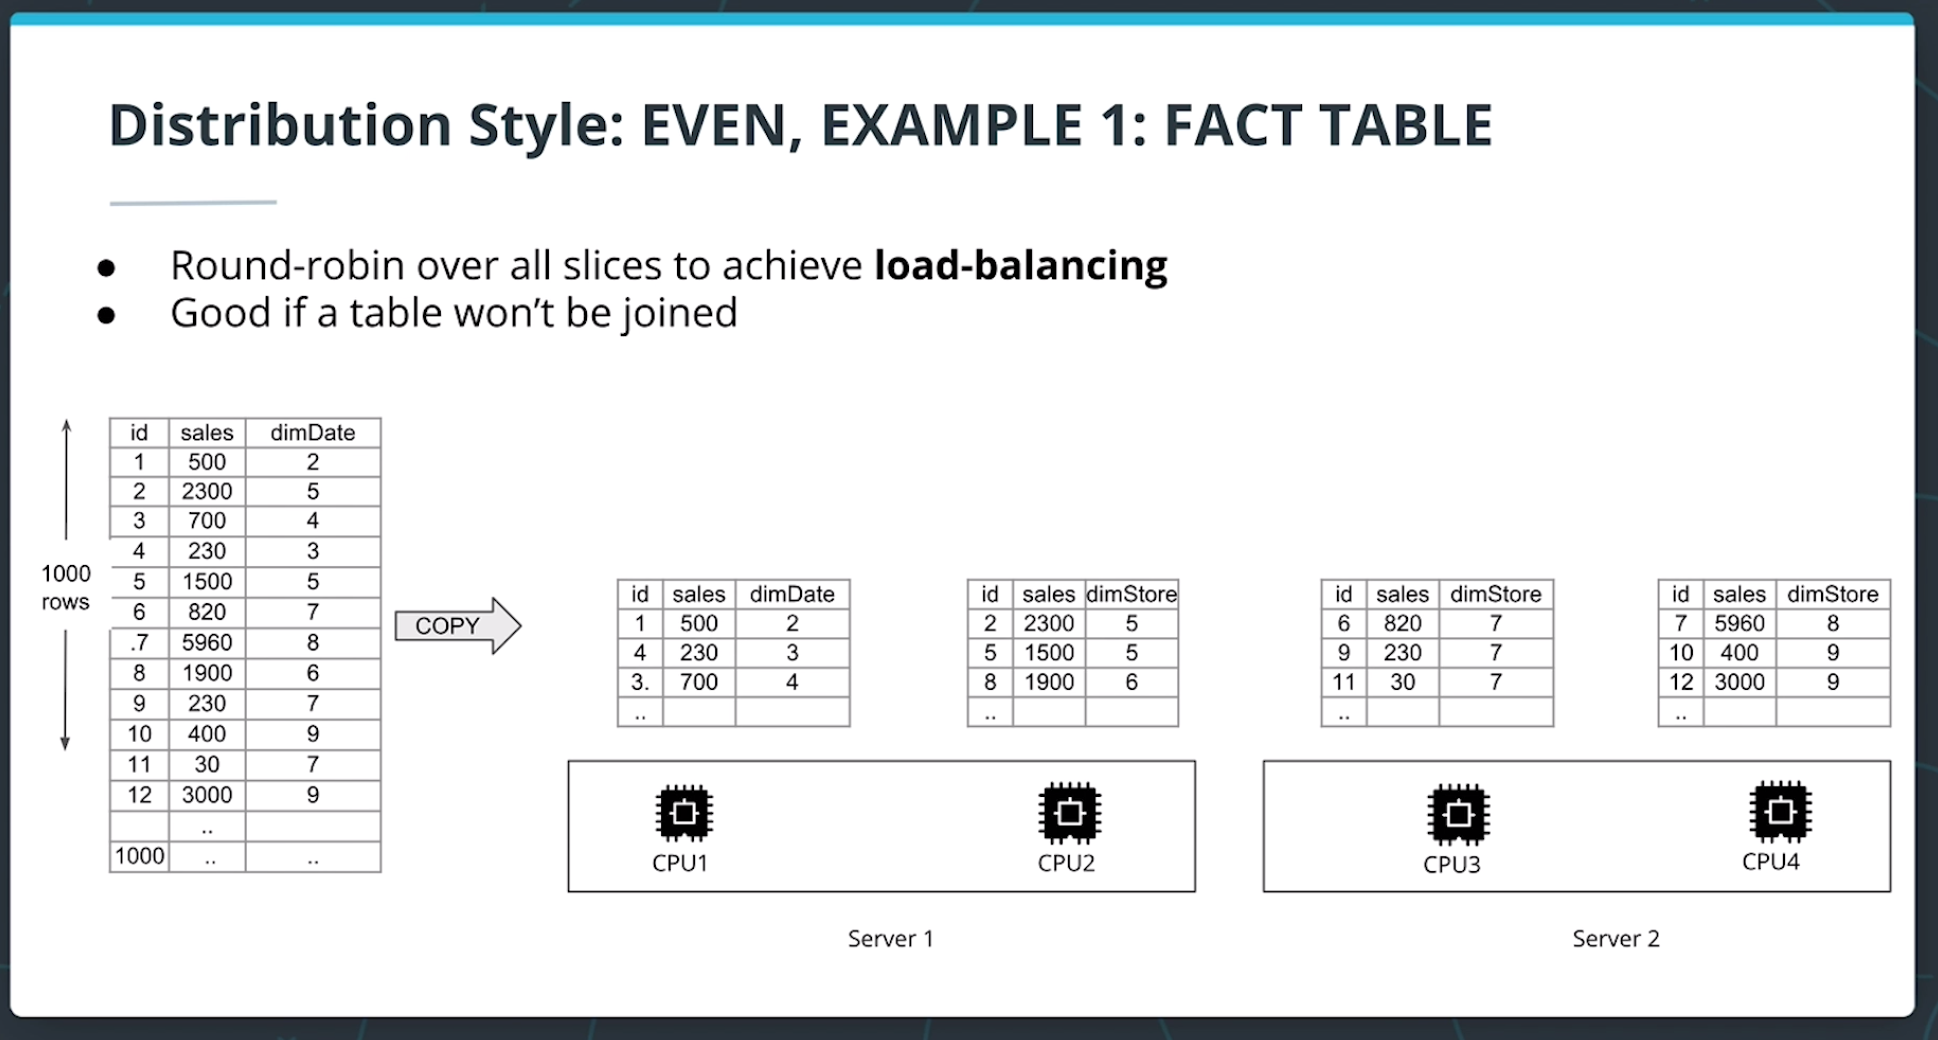 Distribution Style: EVEN, EXAMPLE 1: FACT TABLE
● Round-robin over all slices to achieve load-balancing
● Good if a table won't be joined
1000
rows
id sales dimDate
1 500 2
2 2300 5
3 700 4
4 230 3
5 1500 5
6 820 7
.7 5960 8
8 1900 6
9 230 7
10 400 9
11 30 7
12 3000 9
..
1000 .. ..
COPY
id sales dimDate
1 500 2
4 230 3
3. 700 4
..
id sales dimStore
2 2300 5
5 1500 5
8 1900 6
..
id sales dimStore
6 820 7
9 230 7
11 30 7
..
id sales dimStore
7 5960 8
10 400 9
12 3000 9
..
CPU1
CPU2
CPU3
CPU4
Server 1
Server 2